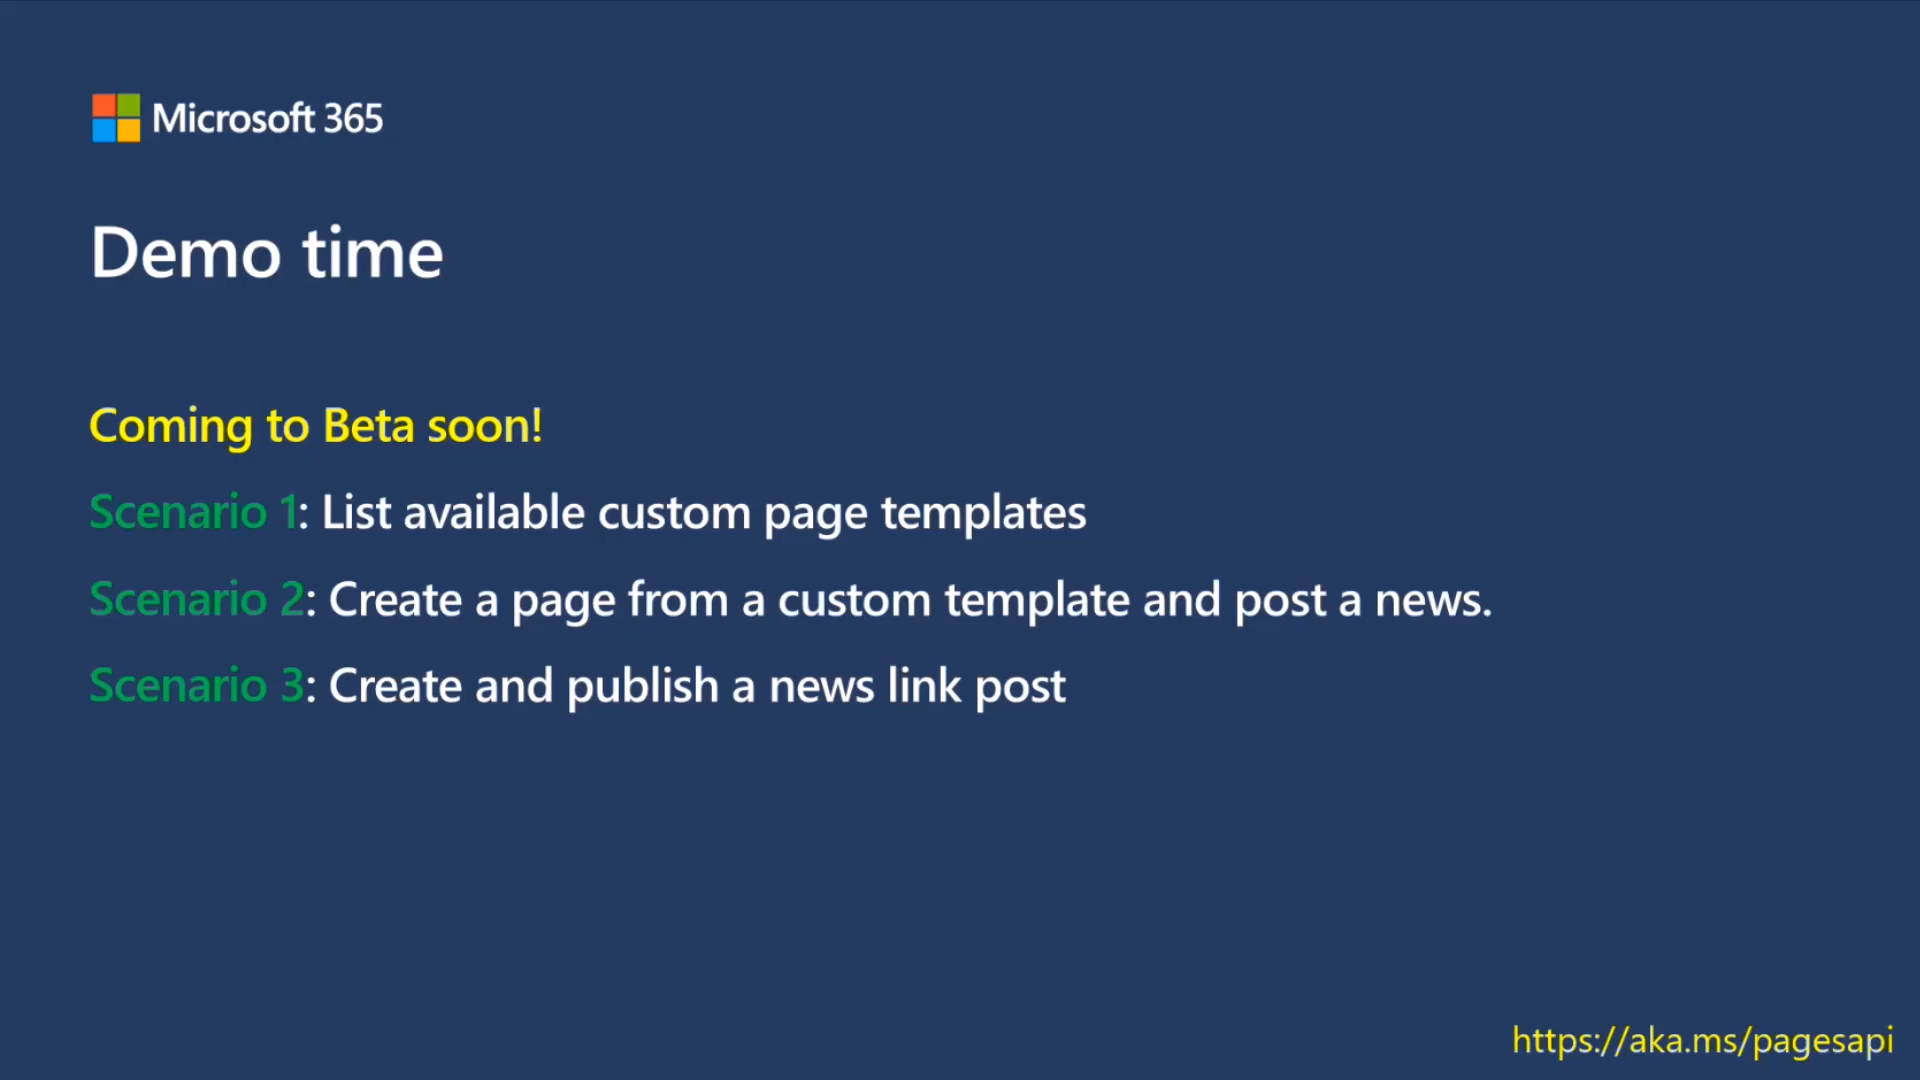 Microsoft 365
Demo time
Coming to Beta soon!
Scenario 1: List available custom page templates
Scenario 2: Create a page from a custom template and post a news.
Scenario 3: Create and publish a news link post
https://aka.ms/pagesapi